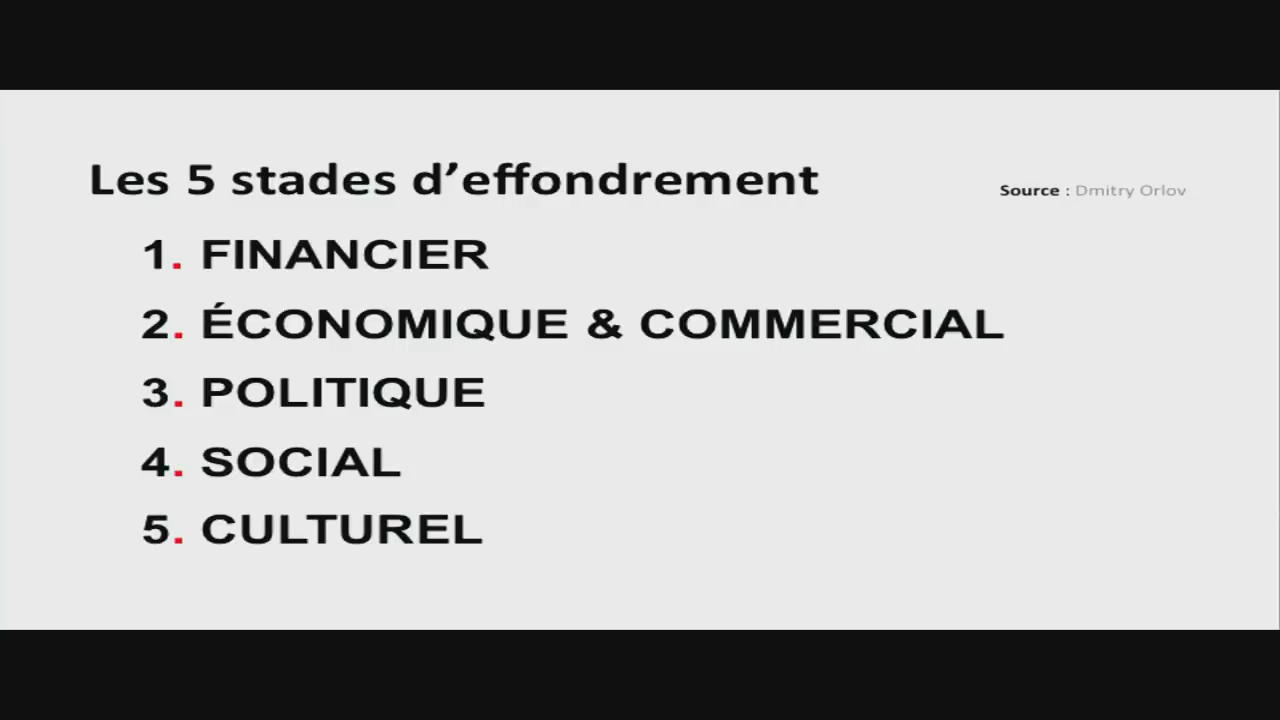 Les 5 stades d’effondrement
Source : Dmitry Orlov
1. FINANCIER
2. ÉCONOMIQUE & COMMERCIAL
3. POLITIQUE
4. SOCIAL
5. CULTUREL